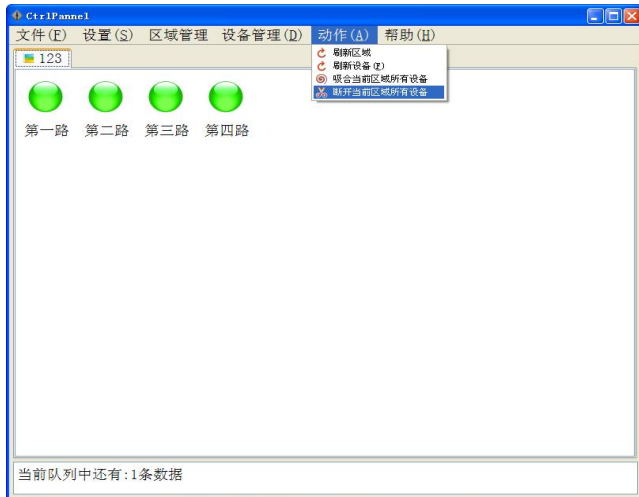 CtrlPannel
文件(F) 设置(S) 区域管理 设备管理(D) 动作(A) 帮助(H)
123
刷新区域
刷新设备(F)
吸合当前区域所有设备
断开当前区域所有设备
第一路 第二路 第三路 第四路
当前队列中还有:1条数据